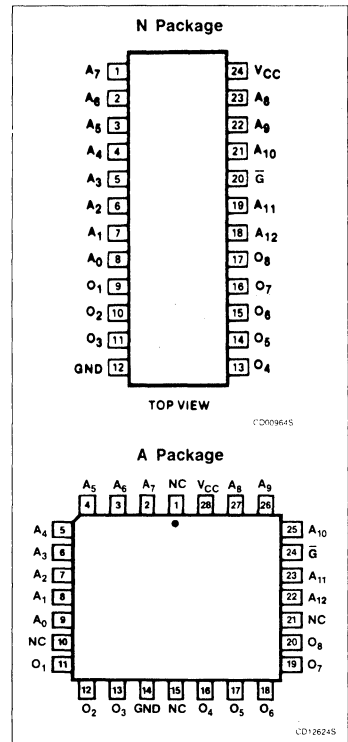 N Package
A7 1 24 VCC
A6 2 23 A8
A5 3 22 A9
A4 4 21 A10
A3 5 20 G̅
A2 6 19 A11
A1 7 18 A12
A0 8 17 O8
O1 9 16 O7
O2 10 15 O6
O3 11 14 O5
GND 12 13 O4
TOP VIEW
CD00964S
A Package
A5 A6 A7 NC VCC A8 A9
4 3 2 1 28 27 26
A4 5 25 A10
A3 6 24 G̅
A2 7 23 A11
A1 8 22 A12
A0 9 21 NC
NC 10 20 O8
O1 11 19 O7
12 13 14 15 16 17 18
O2 O3 GND NC O4 O5 O6
CD12624S